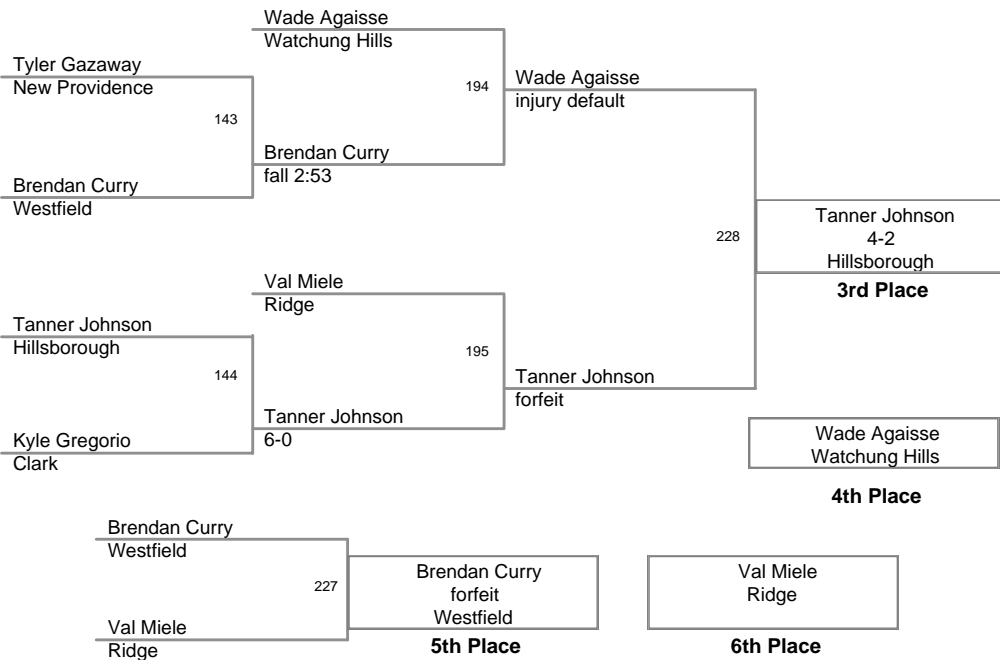 Wade Agaisse
Watchung Hills
Tyler Gazaway
New Providence
194
Wade Agaisse
injury default
143
Brendan Curry
fall 2:53
Brendan Curry
Westfield
Tanner Johnson
4-2
Hillsborough
228
3rd Place
Val Miele
Ridge
Tanner Johnson
Hillsborough
195
144
Tanner Johnson
forfeit
Tanner Johnson
6-0
Kyle Gregorio
Clark
Wade Agaisse
Watchung Hills
4th Place
Brendan Curry
Westfield
227
Brendan Curry
forfeit
Westfield
Val Miele
Ridge
Val Miele
Ridge
5th Place
6th Place